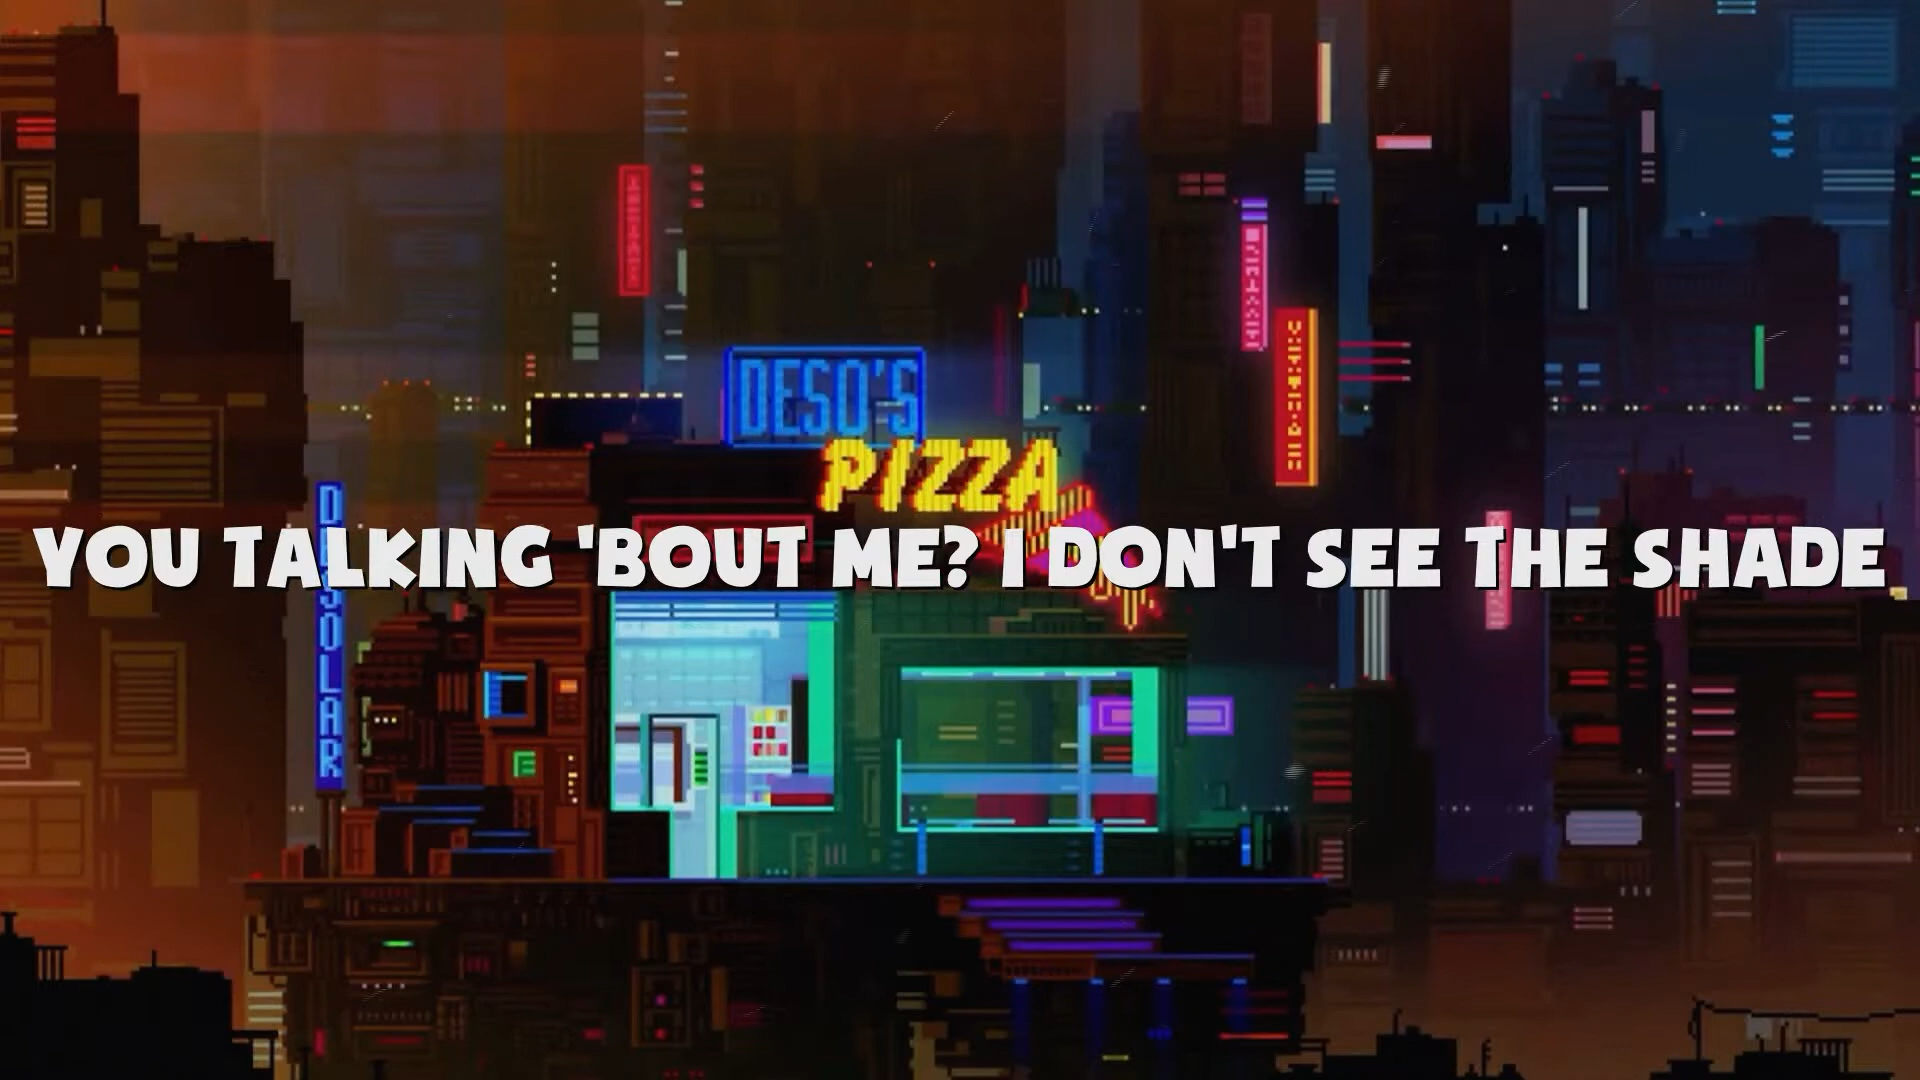 DESO'S
PIZZA
YOU TALKING 'BOUT ME? I DON'T SEE THE SHADE
DESOLAR